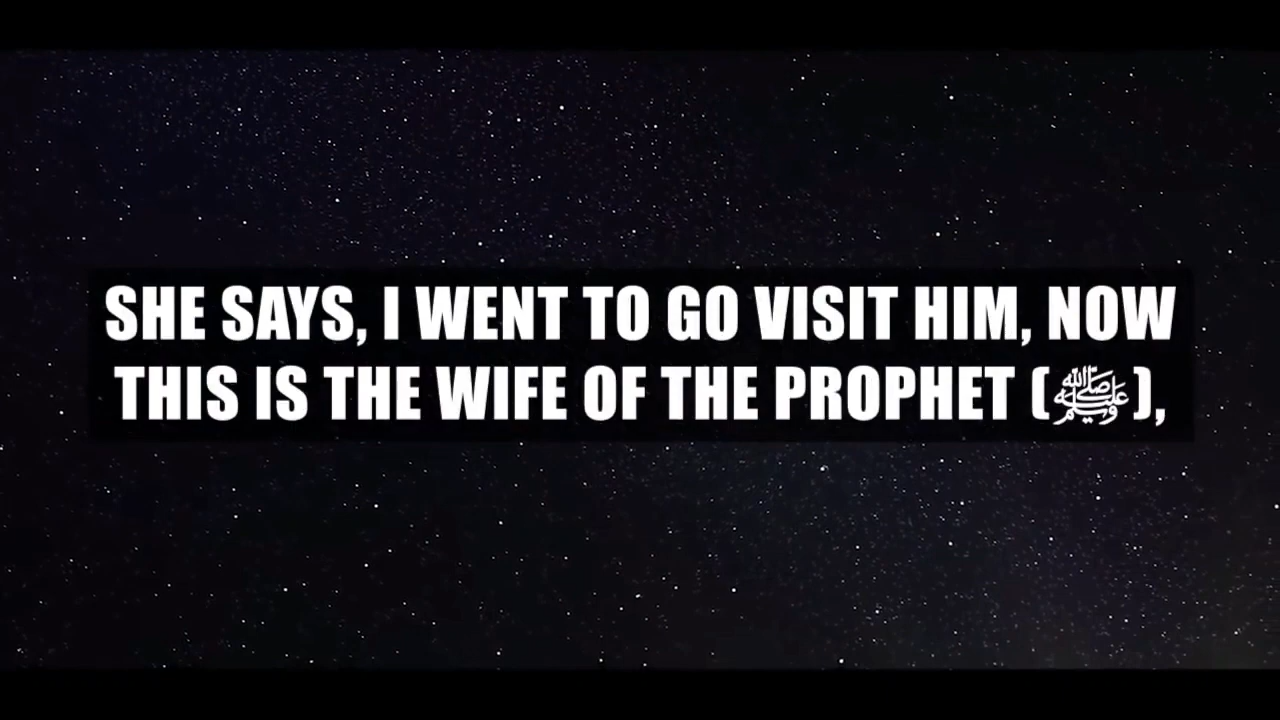 SHE SAYS, I WENT TO GO VISIT HIM, NOW
THIS IS THE WIFE OF THE PROPHET (ﷺ),